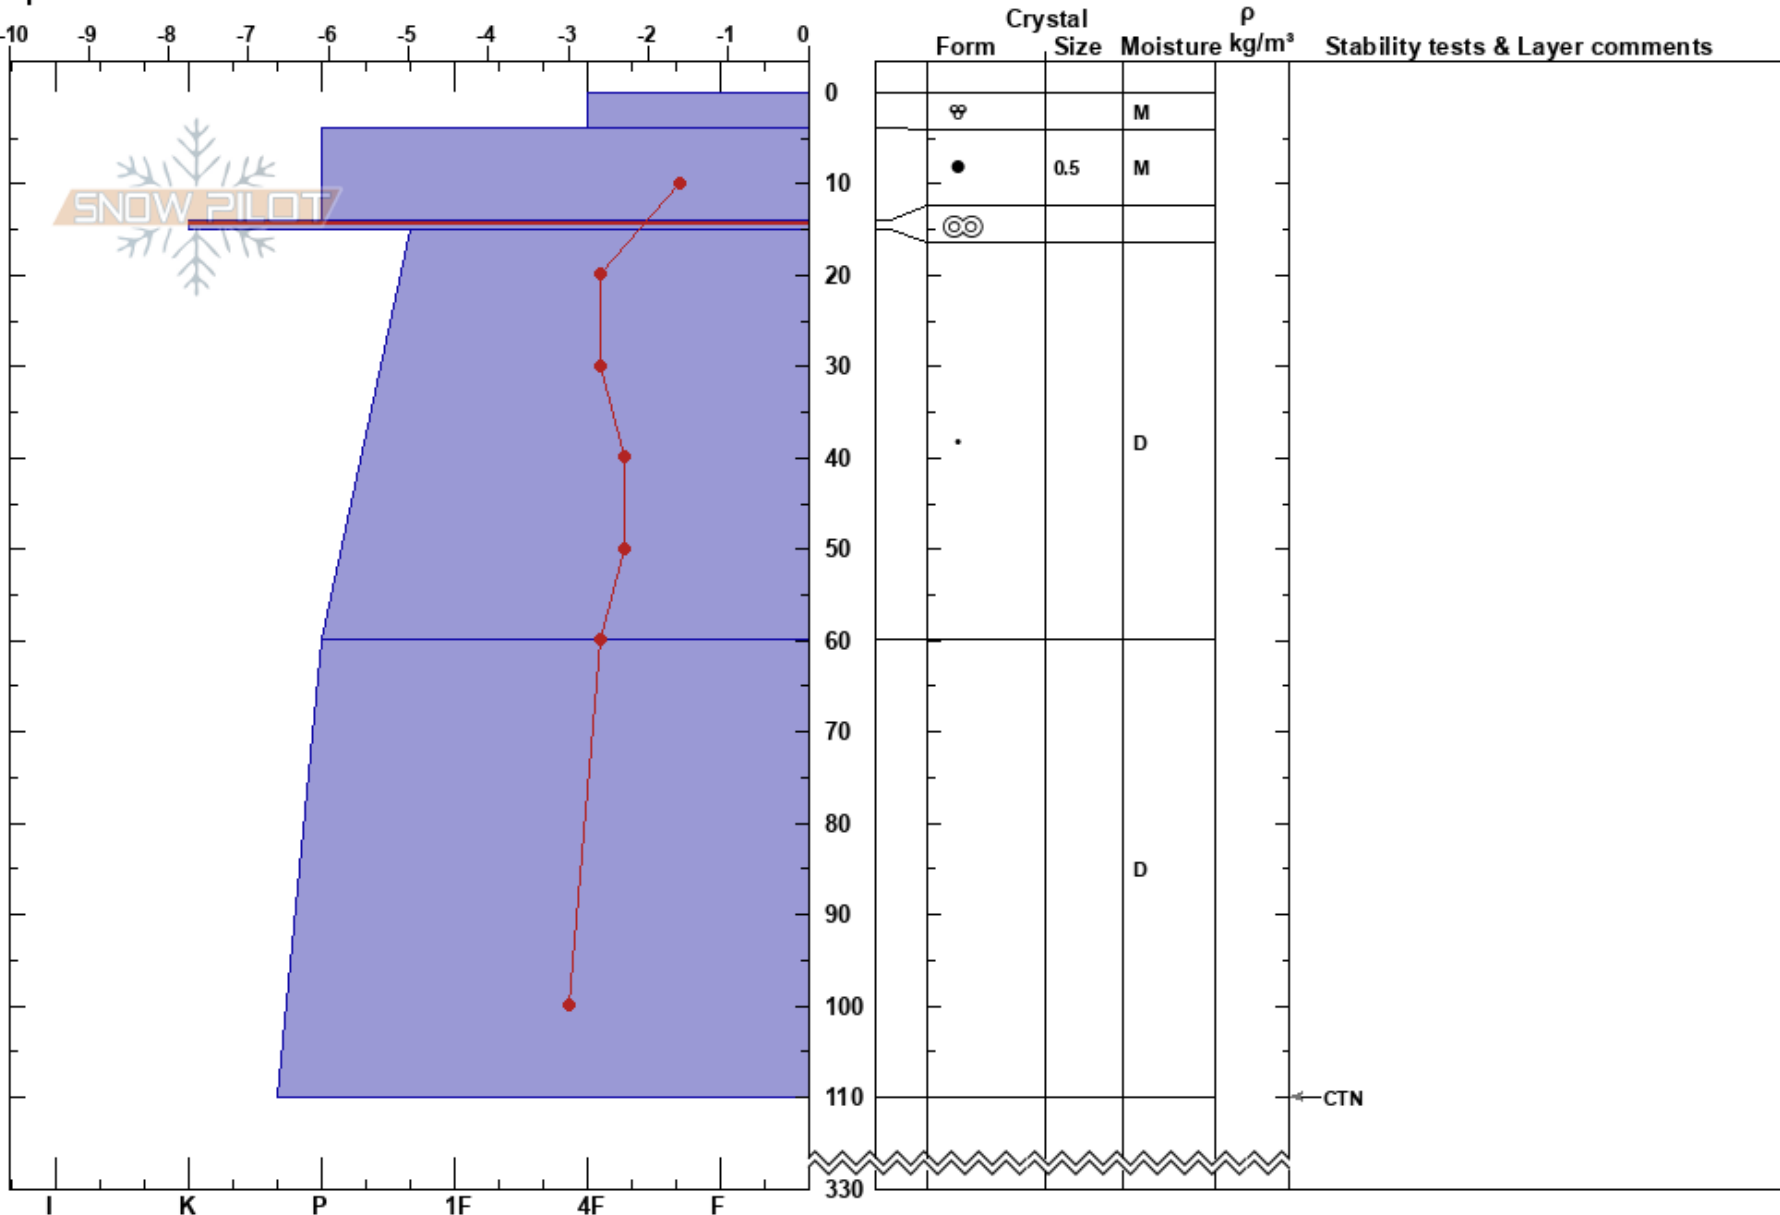 -10 -9 -8 -7 -6 -5 -4 -3 -2 -1 0
Crystal ρ
Form Size Moisture kg/m³ Stability tests & Layer comments
0
M
0.5 M
10
SNOW PILOT
20
30
D
40
50
60
70
80
D
90
100
110 CTN
330
I K P 1F 4F F